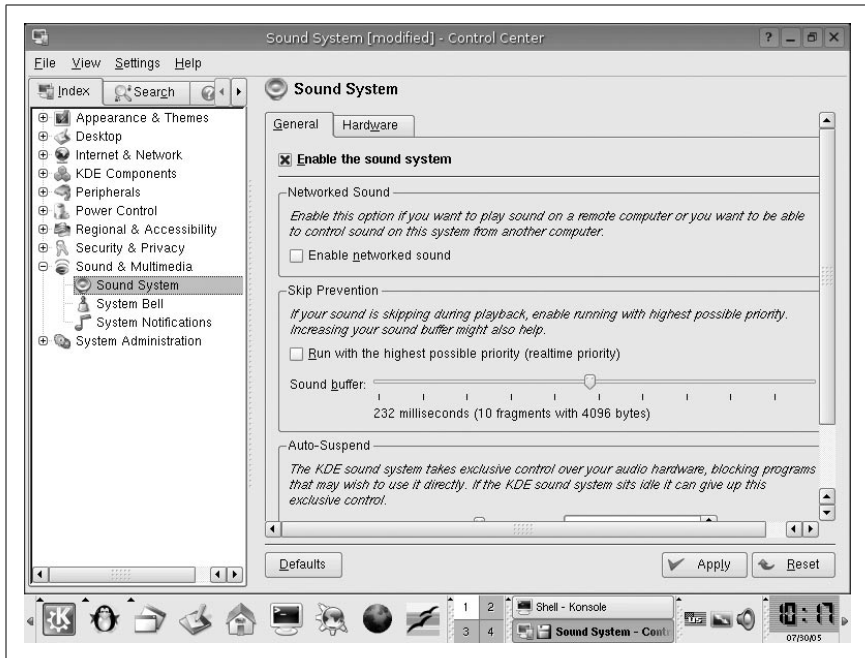 Sound System [modified] - Control Center
File View Settings Help
Index Search
Sound System
General Hardware
Appearance & Themes
Desktop
Internet & Network
KDE Components
Peripherals
Power Control
Regional & Accessibility
Security & Privacy
Sound & Multimedia
Sound System
System Bell
System Notifications
System Administration
Enable the sound system
Networked Sound
Enable this option if you want to play sound on a remote computer or you want to be able
to control sound on this system from another computer.
Enable networked sound
Skip Prevention
If your sound is skipping during playback, enable running with highest possible priority.
Increasing your sound buffer might also help.
Run with the highest possible priority (realtime priority)
Sound buffer:
232 milliseconds (10 fragments with 4096 bytes)
Auto-Suspend
The KDE sound system takes exclusive control over your audio hardware, blocking programs
that may wish to use it directly. If the KDE sound system sits idle it can give up this
exclusive control.
Defaults Apply Reset
1 2 Shell - Konsole
3 4 Sound System - Cont
10:17
07/30/05